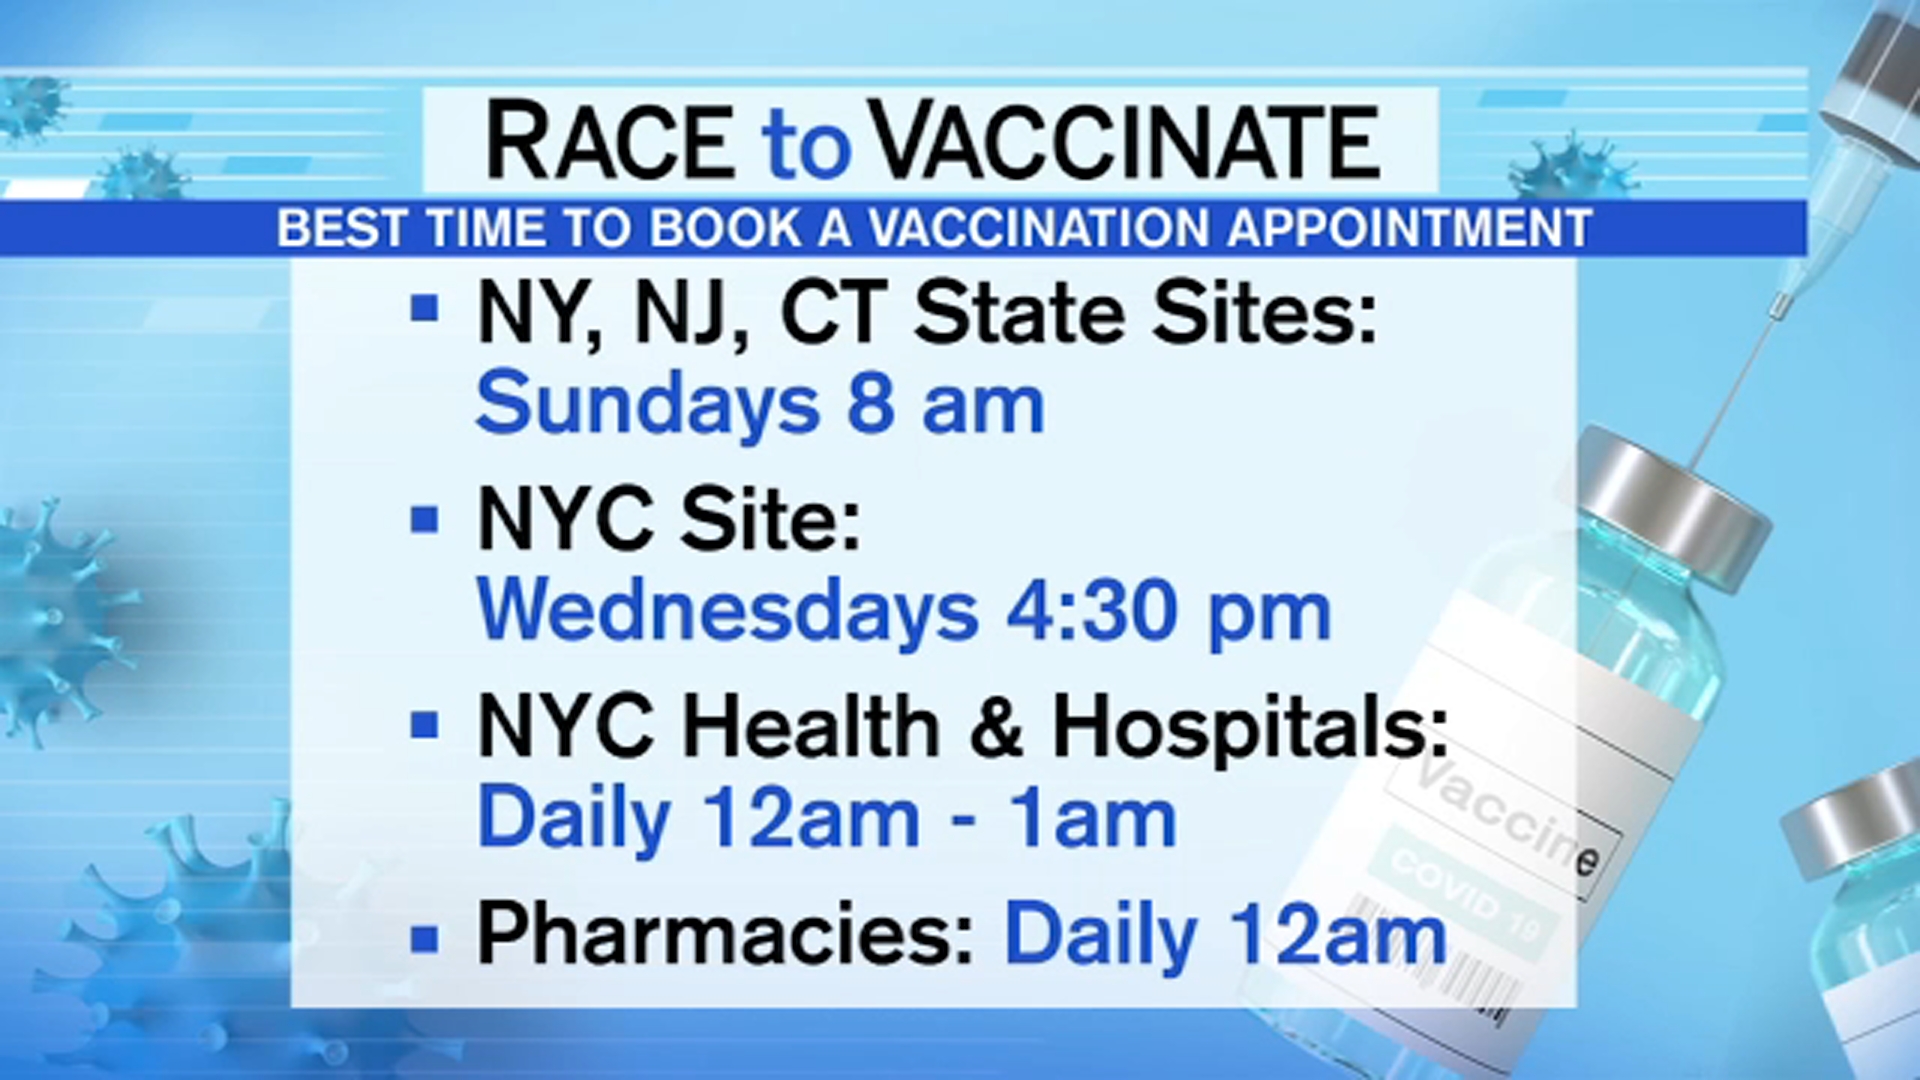 RACE to VACCINATE
BEST TIME TO BOOK A VACCINATION APPOINTMENT
▪ NY, NJ, CT State Sites:
Sundays 8 am
▪ NYC Site:
Wednesdays 4:30 pm
▪ NYC Health & Hospitals:
Daily 12am - 1am
▪ Pharmacies: Daily 12am
Vaccine
COVID 19